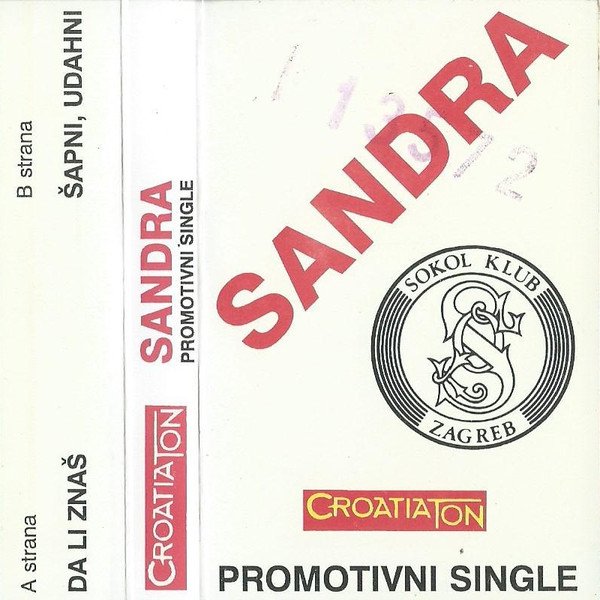 A strana
DA LI ZNAŠ
B strana
ŠAPNI, UDAHNI
CROATIATON
SANDRA
PROMOTIVNI SINGLE
SANDRA
SOKOL KLUB
ZAGREB
CROATIATON
PROMOTIVNI SINGLE